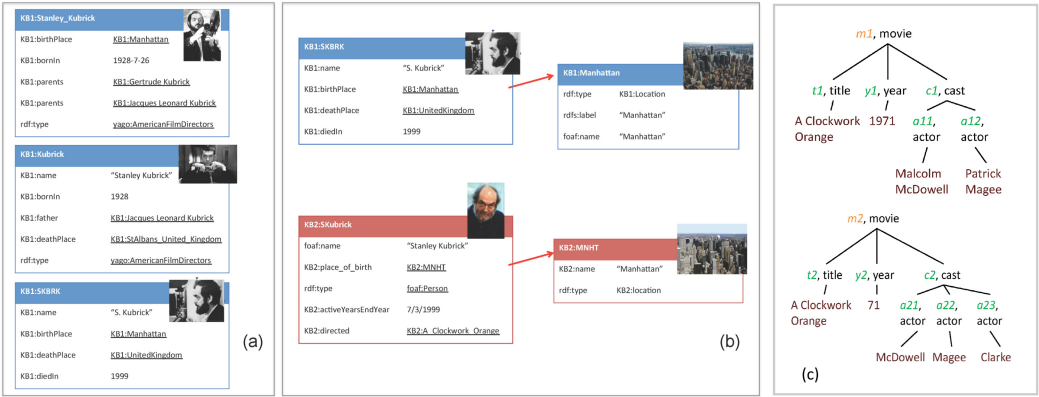 KB1:Stanley_Kubrick
KB1:birthPlace KB1:Manhattan
KB1:bornIn 1928-7-26
KB1:parents KB1:Gertrude Kubrick
KB1:parents KB1:Jacques Leonard Kubrick
rdf:type yago:AmericanFilmDirectors
KB1:Kubrick
KB1:name "Stanley Kubrick"
KB1:bornIn 1928
KB1:father KB1:Jacques Leonard Kubrick
KB1:deathPlace KB1:StAlbans_United_Kingdom
rdf:type yago:AmericanFilmDirectors
KB1:SKBRK
KB1:name "S. Kubrick"
KB1:birthPlace KB1:Manhattan
KB1:deathPlace KB1:UnitedKingdom
KB1:diedIn 1999
(a)
KB1:SKBRK
KB1:name "S. Kubrick"
KB1:birthPlace KB1:Manhattan
KB1:deathPlace KB1:UnitedKingdom
KB1:diedIn 1999
KB1:Manhattan
rdf:type KB1:Location
rdfs:label "Manhattan"
foaf:name "Manhattan"
KB2:SKubrick
foaf:name "Stanley Kubrick"
KB2:place_of_birth KB2:MNHT
rdf:type foaf:Person
KB2:activeYearsEndYear 7/3/1999
KB2:directed KB2:A_Clockwork_Orange
KB2:MNHT
KB2:name "Manhattan"
rdf:type KB2:location
(b)
m1, movie
t1, title y1, year c1, cast
A Clockwork 1971 a11, a12,
Orange actor actor
Malcolm Patrick
McDowell Magee
m2, movie
t2, title y2, year c2, cast
A Clockwork 71 a21, a22, a23,
Orange actor actor actor
McDowell Magee Clarke
(c)